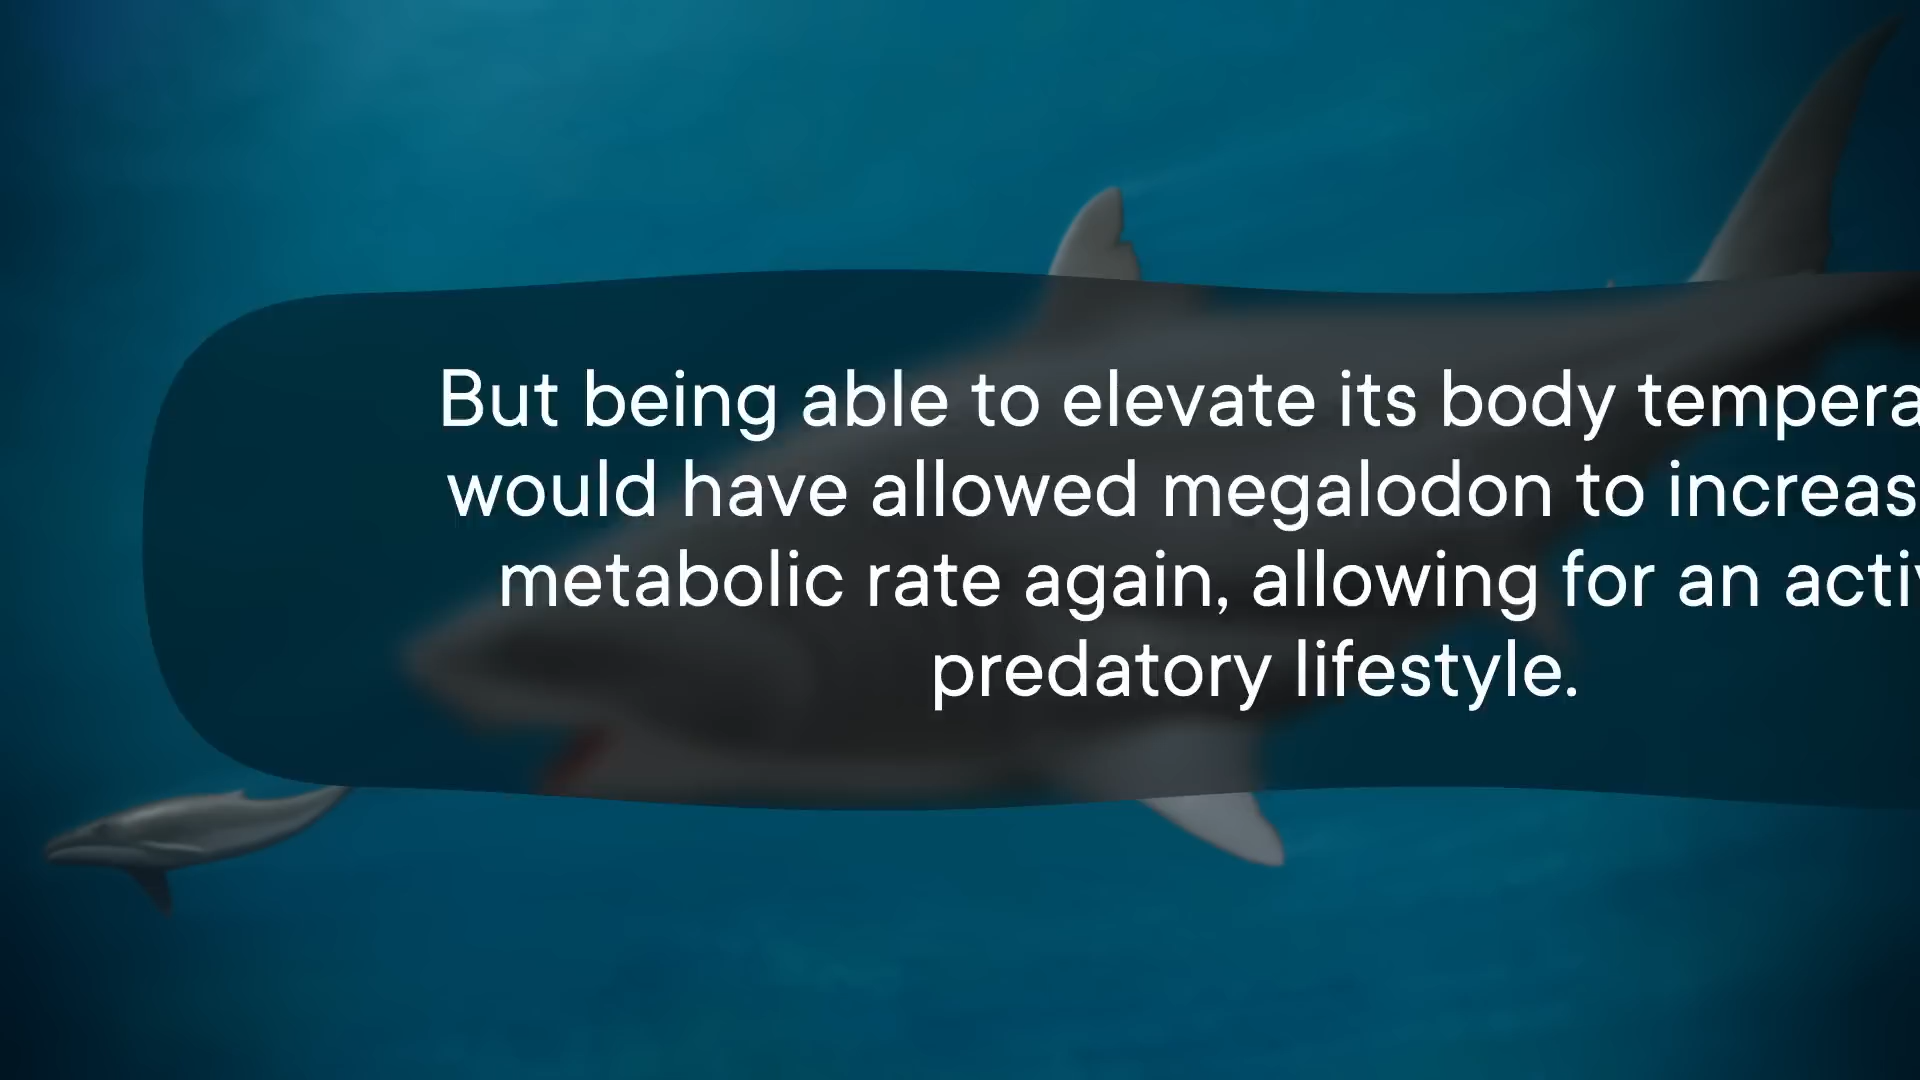 But being able to elevate its body tempera
would have allowed megalodon to increas
metabolic rate again, allowing for an activ
predatory lifestyle.